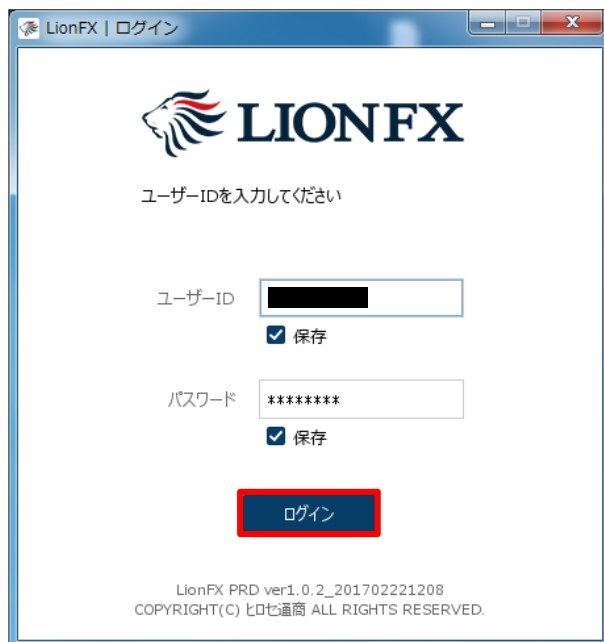 LionFX | ログイン
LION FX
ユーザーIDを入力してください
ユーザーID
保存
パスワード
********
保存
ログイン
LionFX PRD ver1.0.2_201702221208
COPYRIGHT(C) ヒロセ通商 ALL RIGHTS RESERVED.